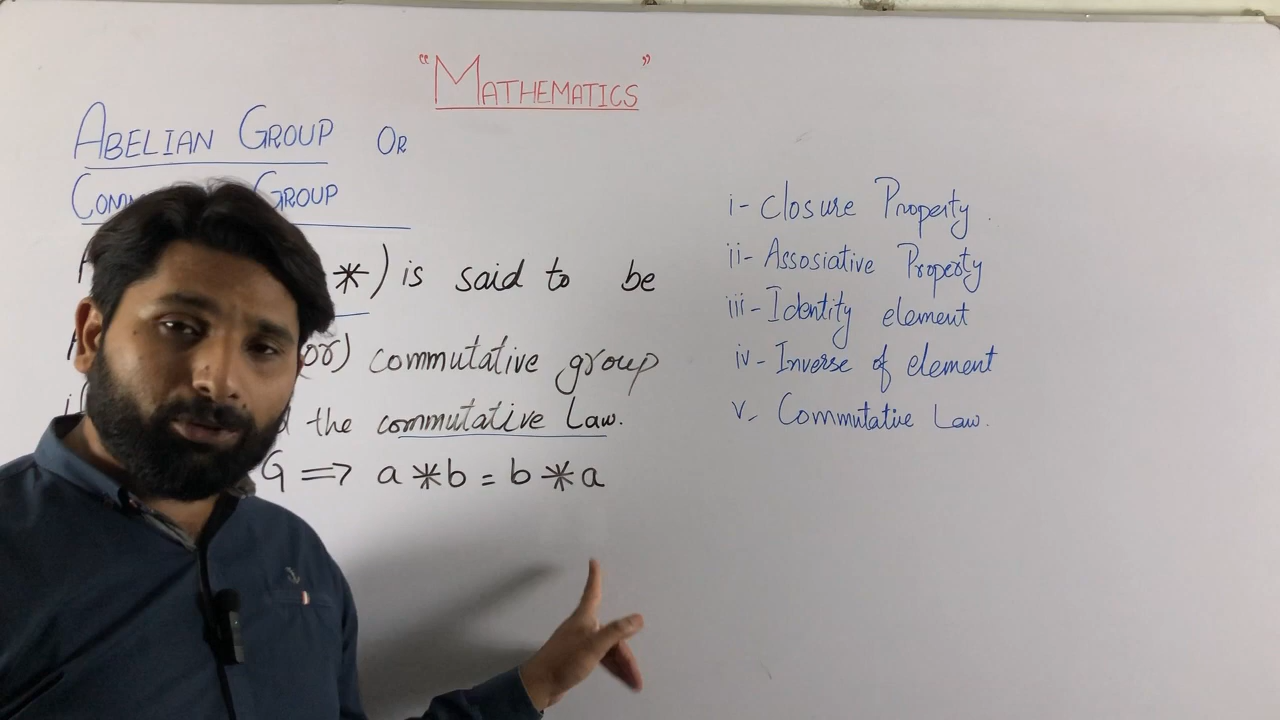 “MATHEMATICS”
ABELIAN GROUP OR
GROUP
*) is said to be
(or) commutative group
the commutative Law.
G ⇒ a * b = b * a
i- Closure Property.
ii- Assosiative Property
iii- Identity element
iv- Inverse of element
v- Commutative Law.